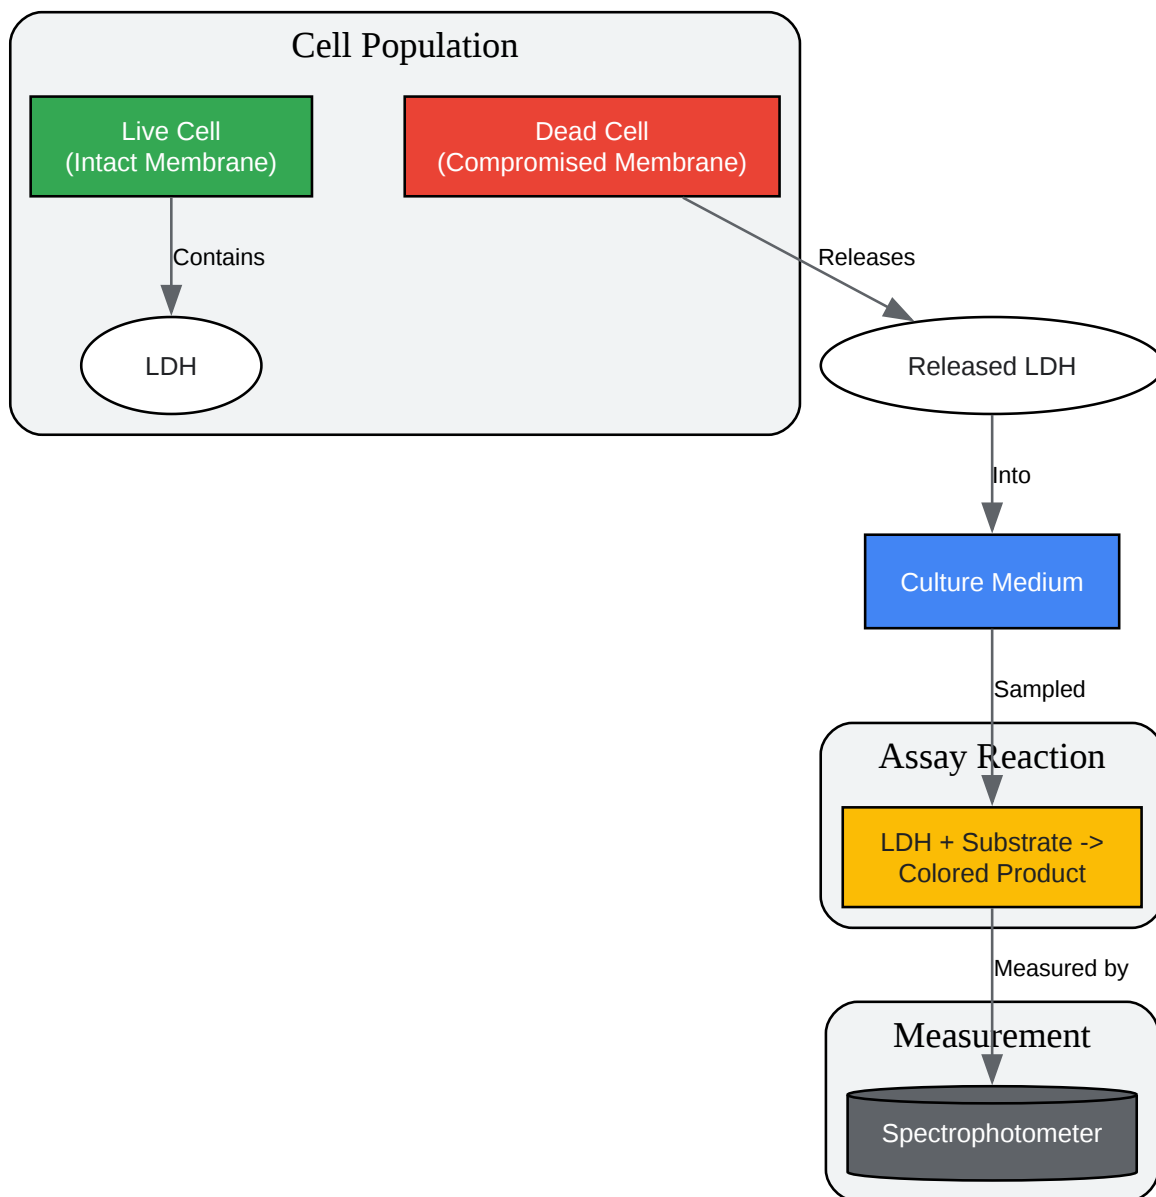 Cell Population
Live Cell
(Intact Membrane)
Dead Cell
(Compromised Membrane)
Contains
Releases
LDH
Released LDH
Into
Culture Medium
Sampled
Assay Reaction
LDH + Substrate ->
Colored Product
Measured by
Measurement
Spectrophotometer